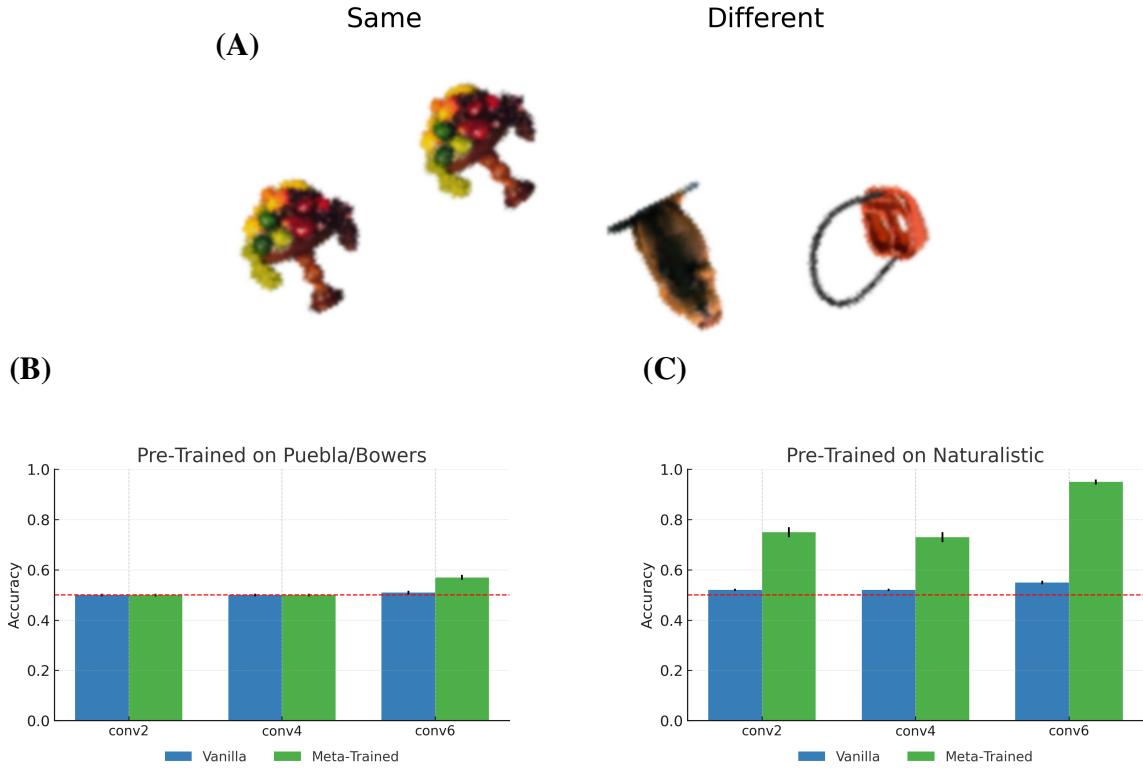 Same
Different
(A)
(B)
(C)
Pre-Trained on Puebla/Bowers
1.0
0.8
0.6
0.4
0.2
0.0
Accuracy
conv2
conv4
conv6
Vanilla
Meta-Trained
Pre-Trained on Naturalistic
1.0
0.8
0.6
0.4
0.2
0.0
Accuracy
conv2
conv4
conv6
Vanilla
Meta-Trained